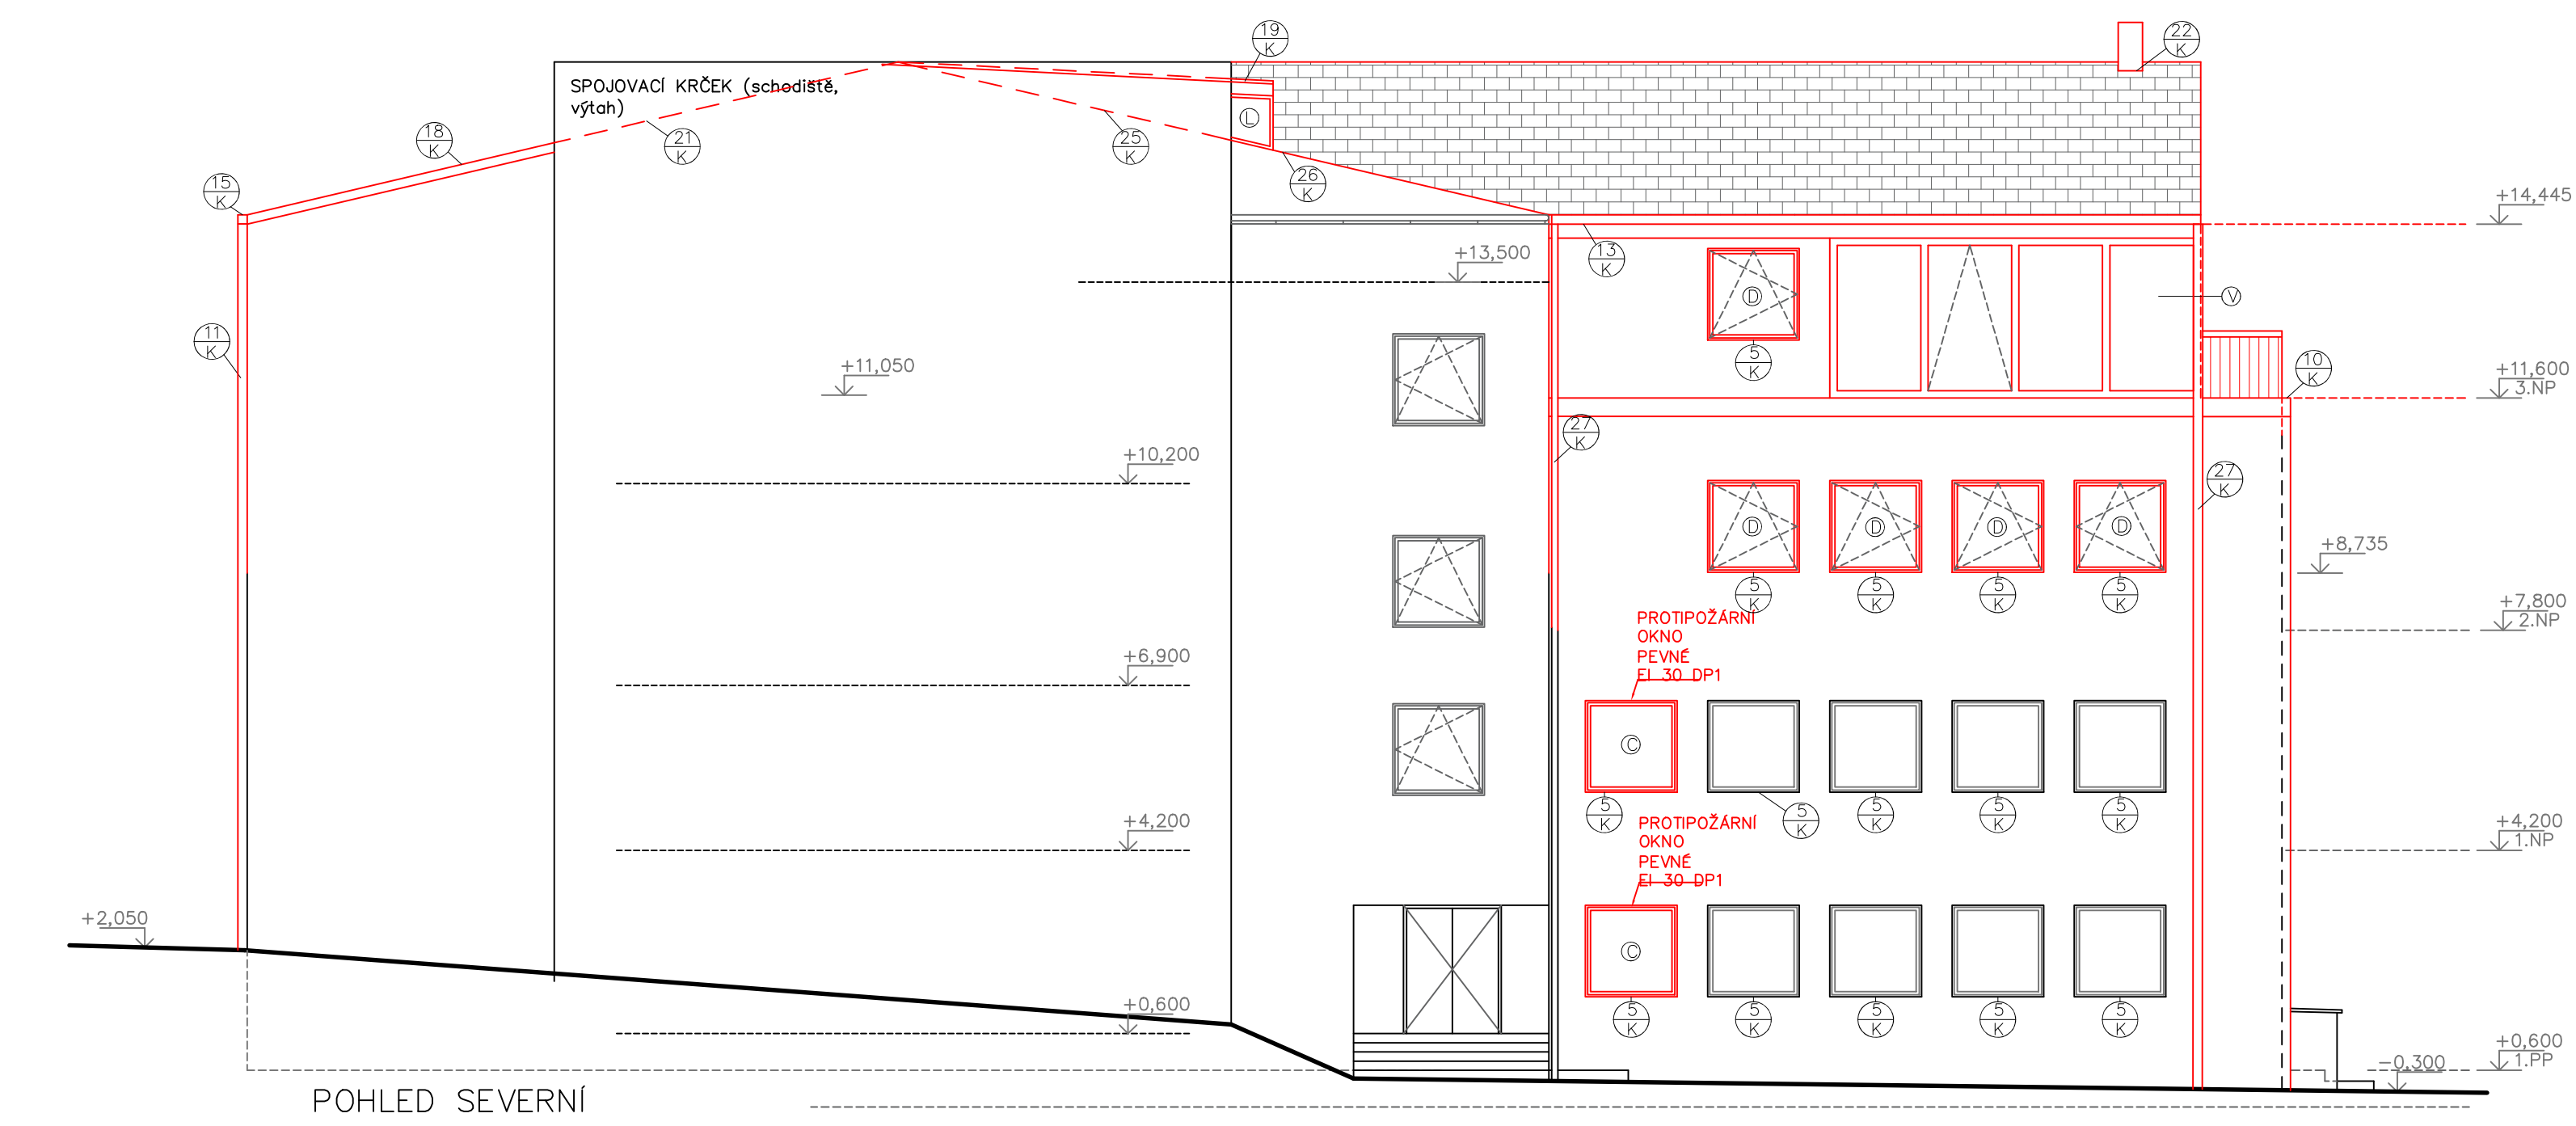 19
K
22
K
SPOJOVACÍ KRČEK (schodiště,
výtah)
L
18
K
21
K
25
K
15
K
26
K
+14,445
13
K
+13,500
D
V
11
K
5
K
+11,050
10
K
+11,600
3.NP
27
K
+10,200
27
K
D
D
D
D
+8,735
5
K
5
K
5
K
5
K
+7,800
2.NP
PROTIPOŽÁRNÍ
OKNO
PEVNÉ
EI 30 DP1
+6,900
C
5
K
5
K
5
K
5
K
5
K
+4,200
+4,200
1.NP
PROTIPOŽÁRNÍ
OKNO
PEVNÉ
EI 30 DP1
+2,050
C
+0,600
5
K
5
K
5
K
5
K
5
K
+0,600
1.PP
-0,300
POHLED SEVERNÍ